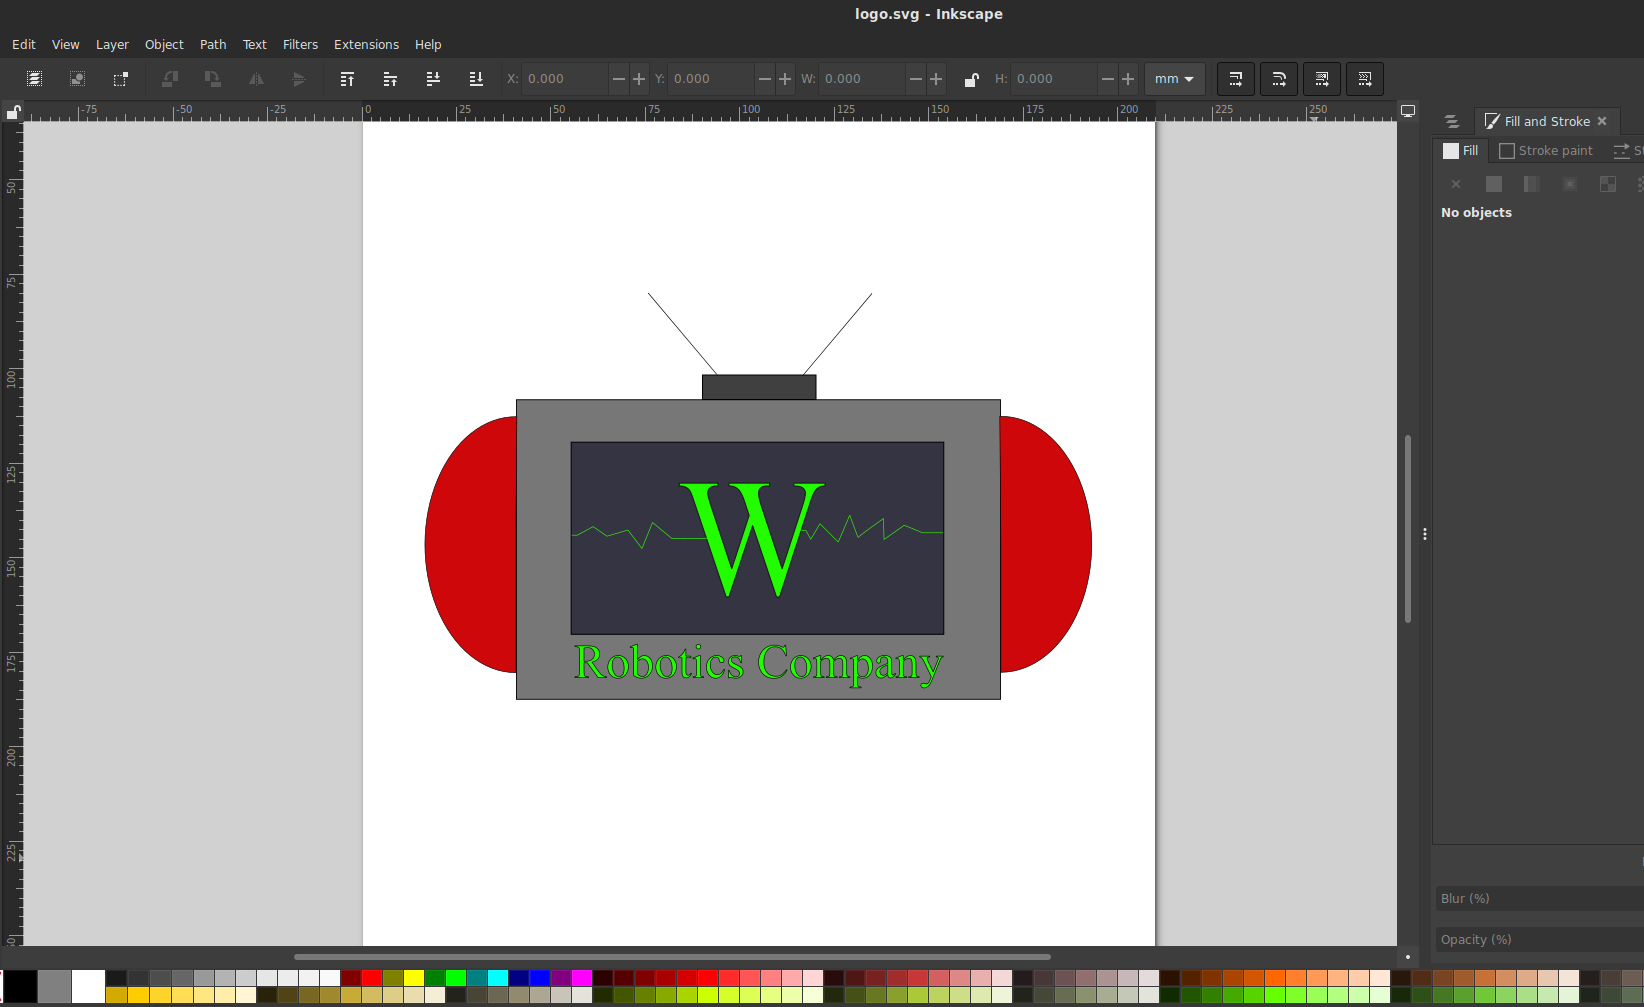 logo.svg - Inkscape
Edit View Layer Object Path Text Filters Extensions Help
X: 0.000 Y: 0.000 W: 0.000 H: 0.000 mm
-75 -50 -25 0 25 50 75 100 125 150 175 200 225 250
Fill and Stroke
Fill Stroke paint
No objects
50
75
100
125
150
175
200
225
W
Robotics Company
Blur (%)
Opacity (%)